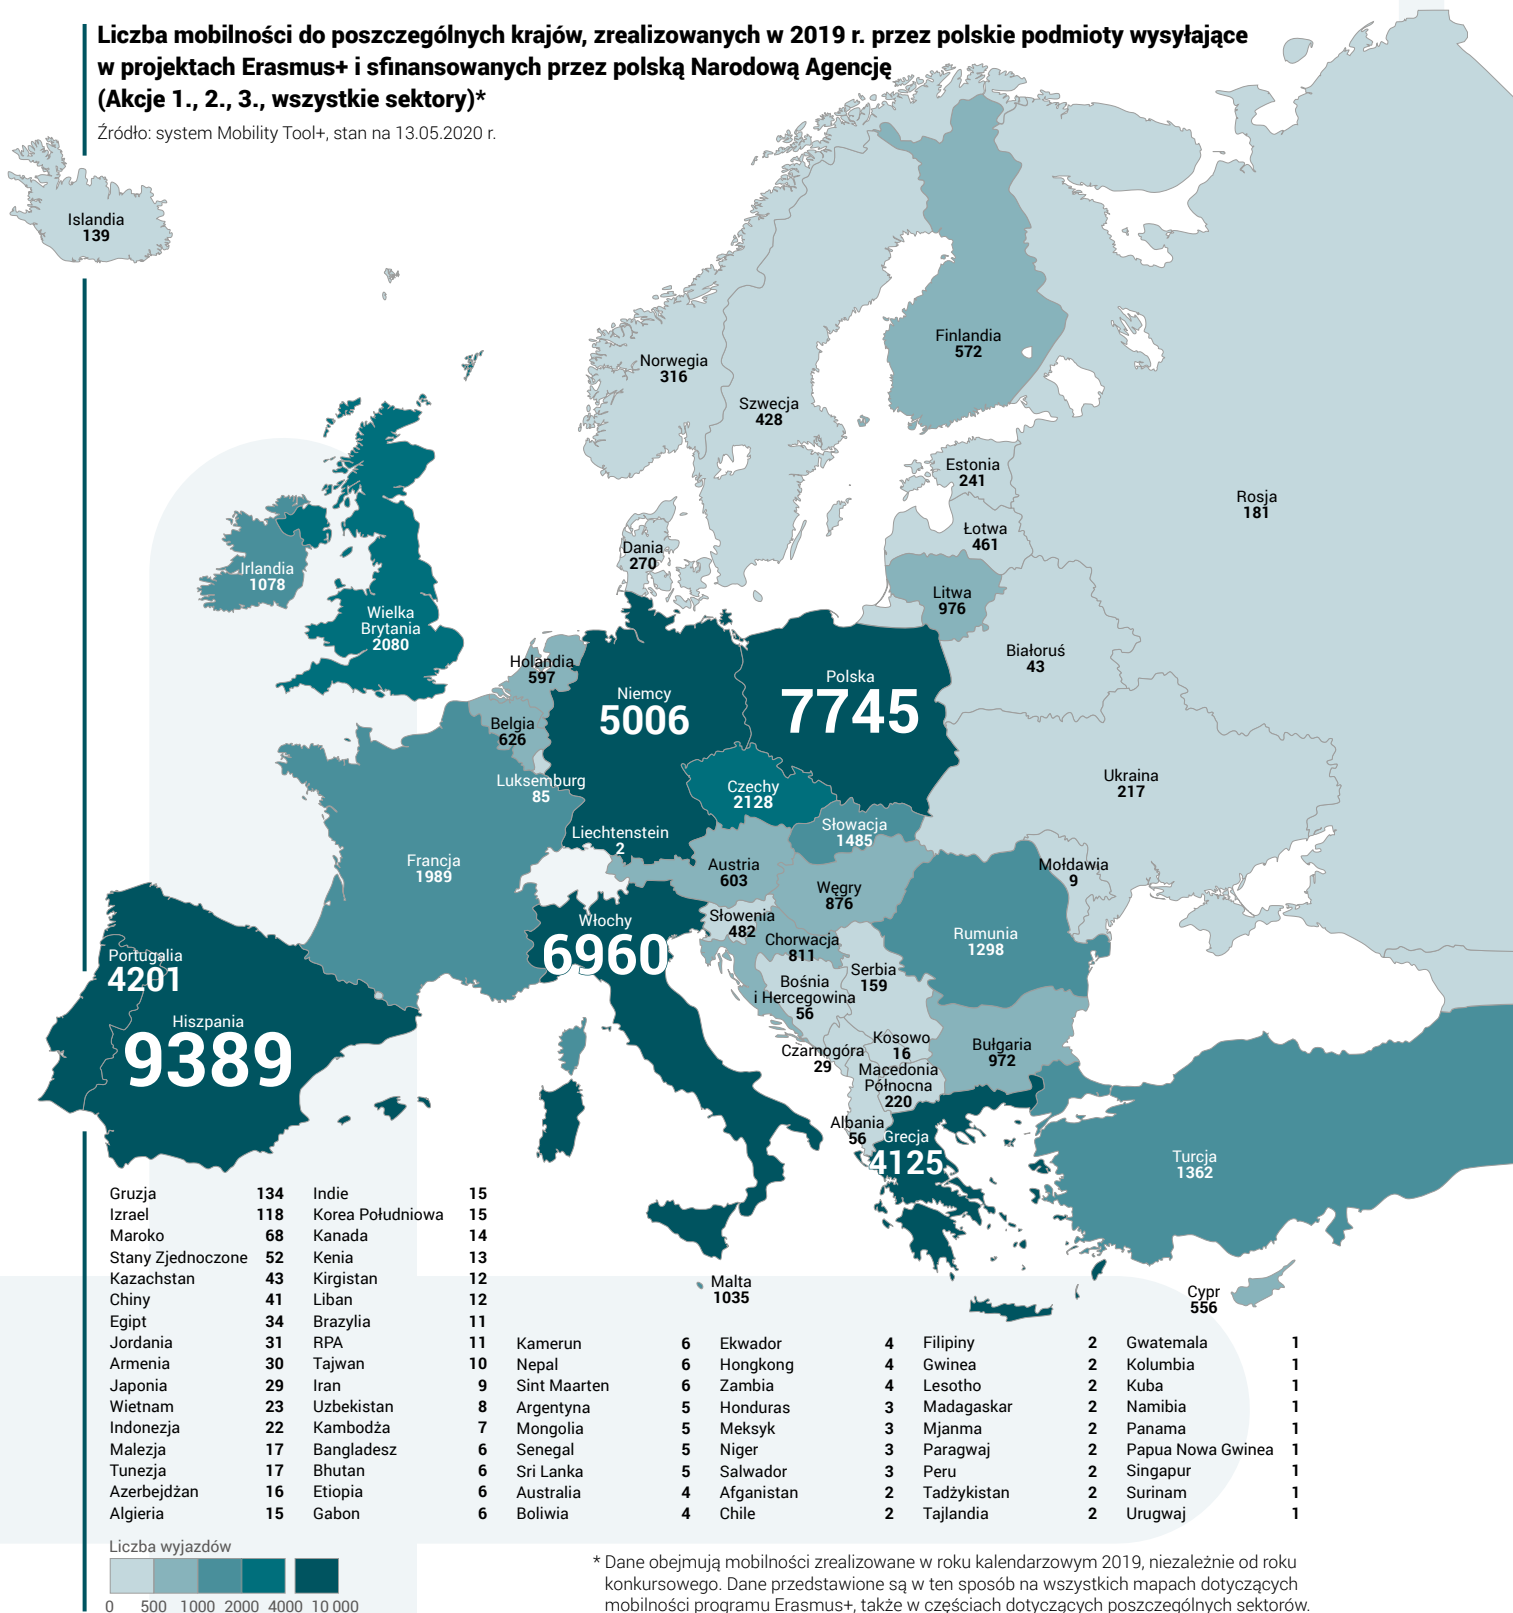 Liczba mobilności do poszczególnych krajów, zrealizowanych w 2019 r. przez polskie podmioty wysyłające
w projektach Erasmus+ i sfinansowanych przez polską Narodową Agencję
(Akcje 1., 2., 3., wszystkie sektory)*
Źródło: system Mobility Tool+, stan na 13.05.2020 r.
Islandia
139
Norwegia
316
Szwecja
428
Finlandia
572
Estonia
241
Łotwa
461
Litwa
976
Rosja
181
Dania
270
Irlandia
1078
Wielka
Brytania
2080
Holandia
597
Belgia
626
Luksemburg
85
Niemcy
5006
Polska
7745
Białoruś
43
Ukraina
217
Czechy
2128
Słowacja
1485
Liechtenstein
2
Austria
603
Węgry
876
Mołdawia
9
Francja
1989
Włochy
6960
Słowenia
482
Chorwacja
811
Rumunia
1298
Portugalia
4201
Hiszpania
9389
Bośnia
i Hercegowina
56
Serbia
159
Czarnogóra
29
Kosowo
16
Bułgaria
972
Macedonia
Północna
220
Albania
56
Grecja
4125
Turcja
1362
Malta
1035
Cypr
556
Gruzja 134
Izrael 118
Maroko 68
Stany Zjednoczone 52
Kazachstan 43
Chiny 41
Egipt 34
Jordania 31
Armenia 30
Japonia 29
Wietnam 23
Indonezja 22
Malezja 17
Tunezja 17
Azerbejdżan 16
Algieria 15
Indie 15
Korea Południowa 15
Kanada 14
Kenia 13
Kirgistan 12
Liban 12
Brazylia 11
RPA 11
Tajwan 10
Iran 9
Uzbekistan 8
Kambodża 7
Bangladesz 6
Bhutan 6
Etiopia 6
Gabon 6
Kamerun 6
Nepal 6
Sint Maarten 6
Argentyna 5
Mongolia 5
Senegal 5
Sri Lanka 5
Australia 4
Boliwia 4
Ekwador 4
Hongkong 4
Zambia 4
Honduras 3
Meksyk 3
Niger 3
Salwador 3
Afganistan 2
Chile 2
Filipiny 2
Gwinea 2
Lesotho 2
Madagaskar 2
Mjanma 2
Paragwaj 2
Peru 2
Tadżykistan 2
Tajlandia 2
Gwatemala 1
Kolumbia 1
Kuba 1
Namibia 1
Panama 1
Papua Nowa Gwinea 1
Singapur 1
Surinam 1
Urugwaj 1
Liczba wyjazdów
0 500 1000 2000 4000 10 000
* Dane obejmują mobilności zrealizowane w roku kalendarzowym 2019, niezależnie od roku
konkursowego. Dane przedstawione są w ten sposób na wszystkich mapach dotyczących
mobilności programu Erasmus+, także w częściach dotyczących poszczególnych sektorów.